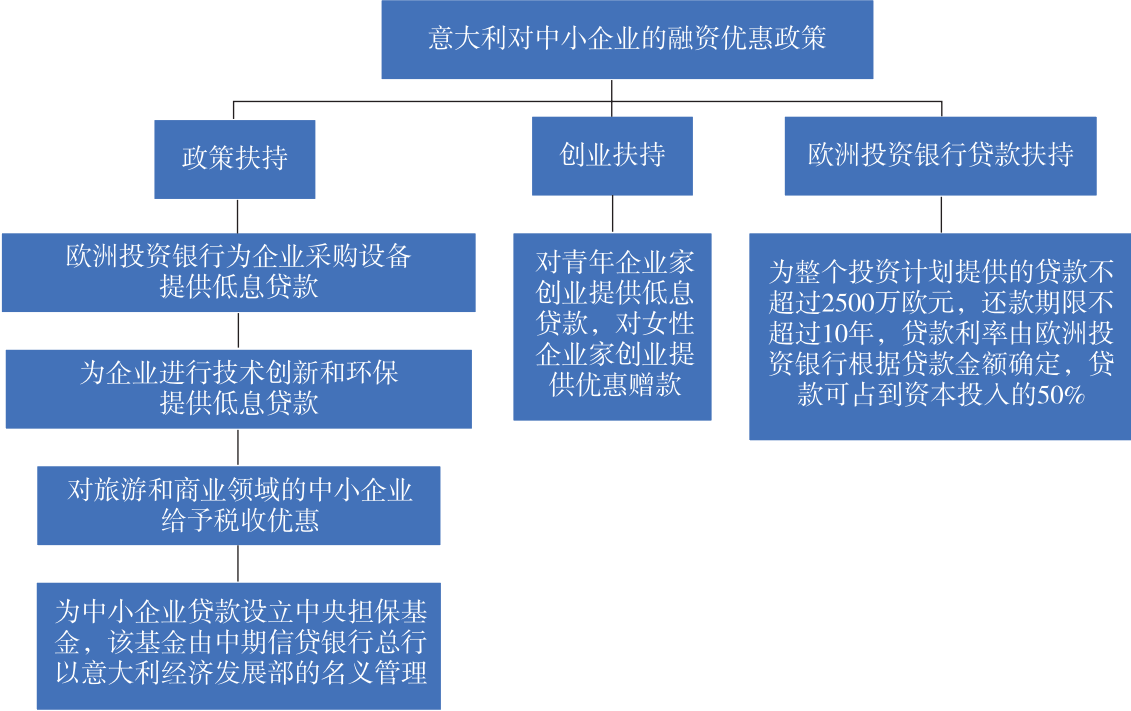 意大利对中小企业的融资优惠政策
政策扶持
创业扶持
欧洲投资银行贷款扶持
欧洲投资银行为企业采购设备
提供低息贷款
为企业进行技术创新和环保
提供低息贷款
对旅游和商业领域的中小企业
给予税收优惠
为中小企业贷款设立中央担保基
金，该基金由中期信贷银行总行
以意大利经济发展部的名义管理
对青年企业家
创业提供低息
贷款，对女性
企业家创业提
供优惠赠款
为整个投资计划提供的贷款不
超过2500万欧元，还款期限不
超过10年，贷款利率由欧洲投
资银行根据贷款金额确定，贷
款可占到资本投入的50%